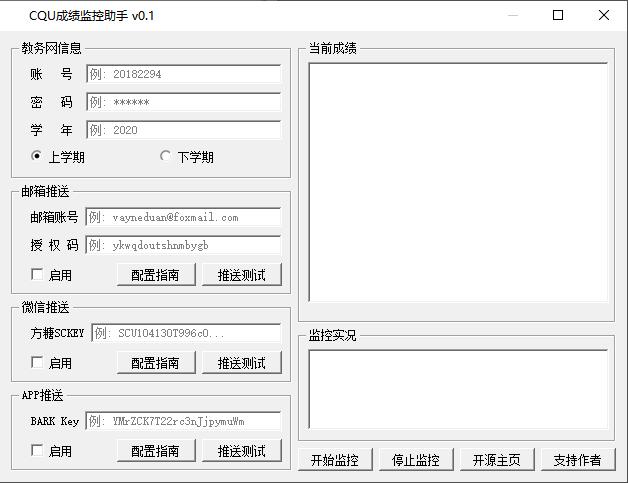 CQU成绩监控助手 v0.1
教务网信息
账 号 例: 20182294
密 码 例: ******
学 年 例: 2020
上学期 下学期
邮箱推送
邮箱账号 例: vayneduan@foxmail.com
授 权 码 例: ykwqdoutshnmbygb
启用 配置指南 推送测试
微信推送
方糖SCKEY 例: SCU104130T996c0...
启用 配置指南 推送测试
APP推送
BARK Key 例: YMrZCK7T22rc3nJjpymuWm
启用 配置指南 推送测试
当前成绩
监控实况
开始监控 停止监控 开源主页 支持作者